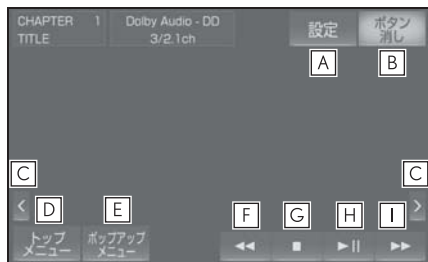 CHAPTER 1
TITLE
Dolby Audio - DD
3/2.1ch
設定
ボタン
消し
A
B
C
C
D
E
F
G
H
I
トップ
メニュー
ポップアップ
メニュー